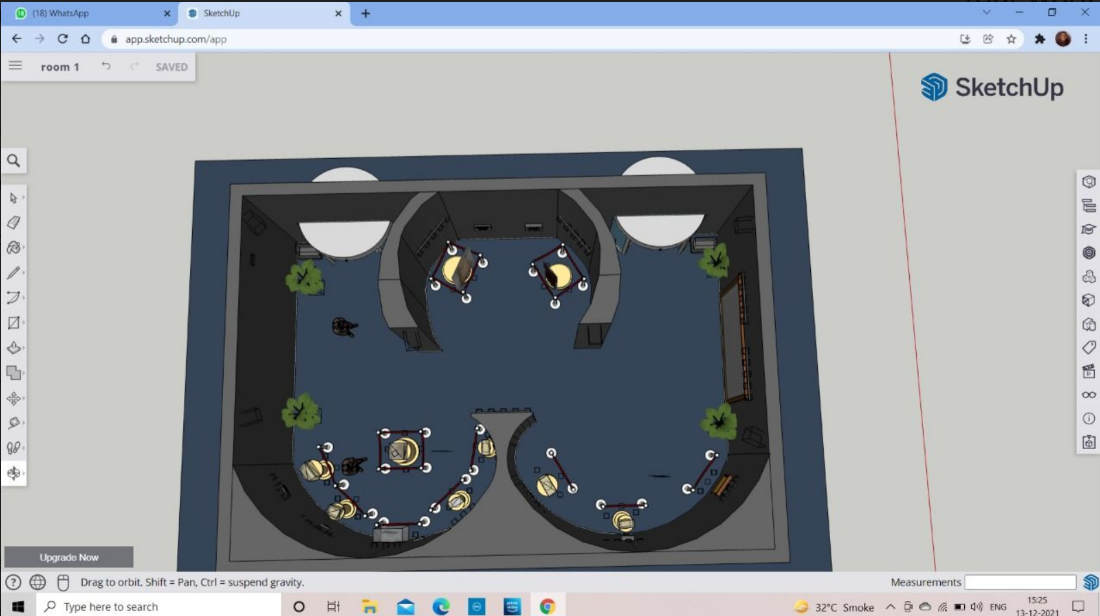 (18) WhatsApp
SketchUp
app.sketchup.com/app
room 1
SAVED
SketchUp
Upgrade Now
Drag to orbit. Shift = Pan, Ctrl = suspend gravity.
Measurements
Type here to search
32°C Smoke
ENG
15:25
13-12-2021